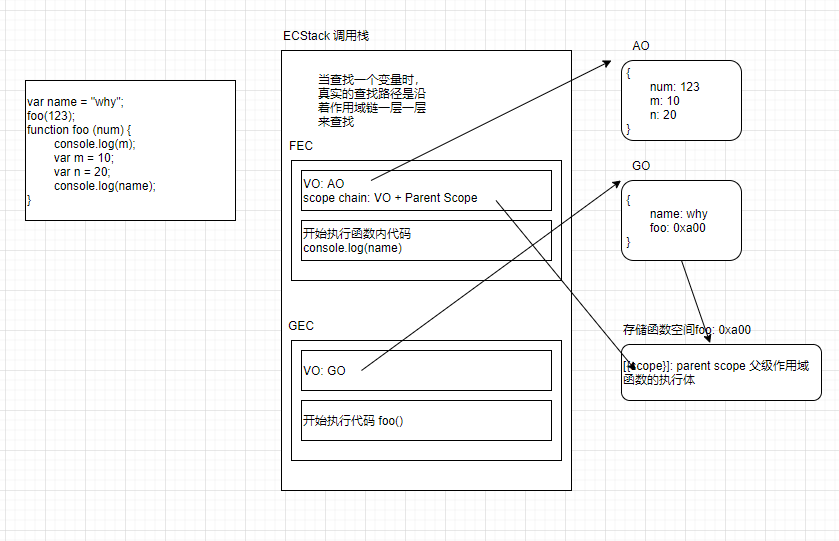 var name = "why";
foo(123);
function foo (num) {
console.log(m);
var m = 10;
var n = 20;
console.log(name);
}
ECStack 调用栈
当查找一个变量时，
真实的查找路径是沿
着作用域链一层一层
来查找
FEC
VO: AO
scope chain: VO + Parent Scope
开始执行函数内代码
console.log(name)
GEC
VO: GO
开始执行代码 foo()
AO
{
num: 123
m: 10
n: 20
}
GO
{
name: why
foo: 0xa00
}
存储函数空间foo: 0xa00
[[scope]]: parent scope 父级作用域
函数的执行体